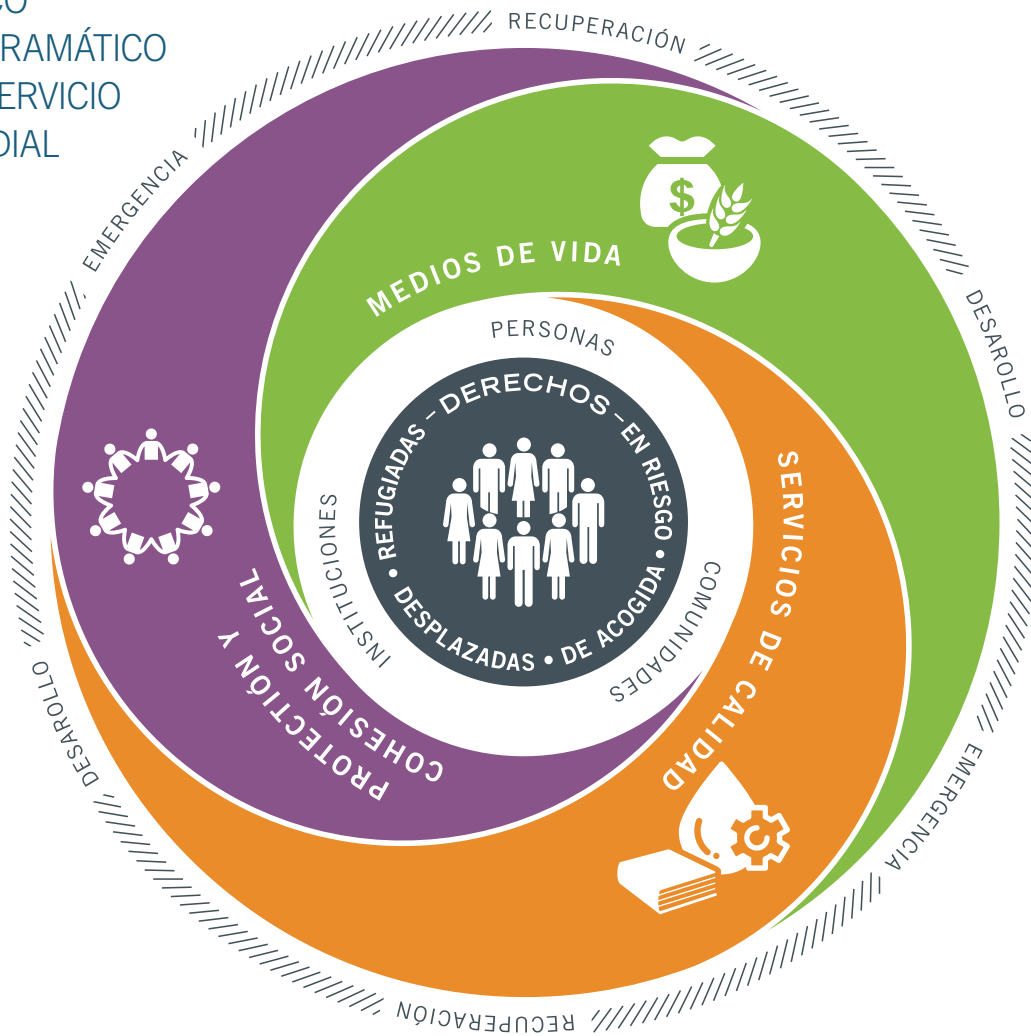 CO
RAMÁTICO
ERVICIO
DIAL
RECUPERACIÓN
EMERGENCIA
DESAROLLO
EMERGENCIA
RECUPERACIÓN
DESAROLLO
MEDIOS DE VIDA
$
SERVICIOS DE CALIDAD
PROTECTIÓN Y
COHESIÓN SOCIAL
PERSONAS
COMUNIDADES
INSTITUCIONES
• REFUGIADAS – DERECHOS – EN RIESGO •
• DESPLAZADAS • DE ACOGIDA •